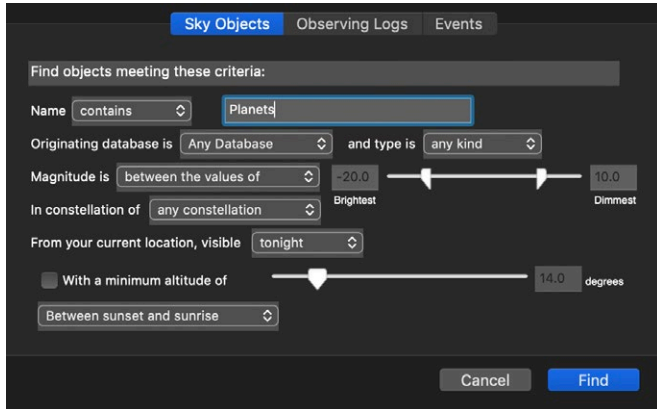 Sky Objects Observing Logs Events
Find objects meeting these criteria:
Name contains Planets
Originating database is Any Database and type is any kind
Magnitude is between the values of -20.0 10.0
Brightest Dimmest
In constellation of any constellation
From your current location, visible tonight
With a minimum altitude of 14.0 degrees
Between sunset and sunrise
Cancel Find